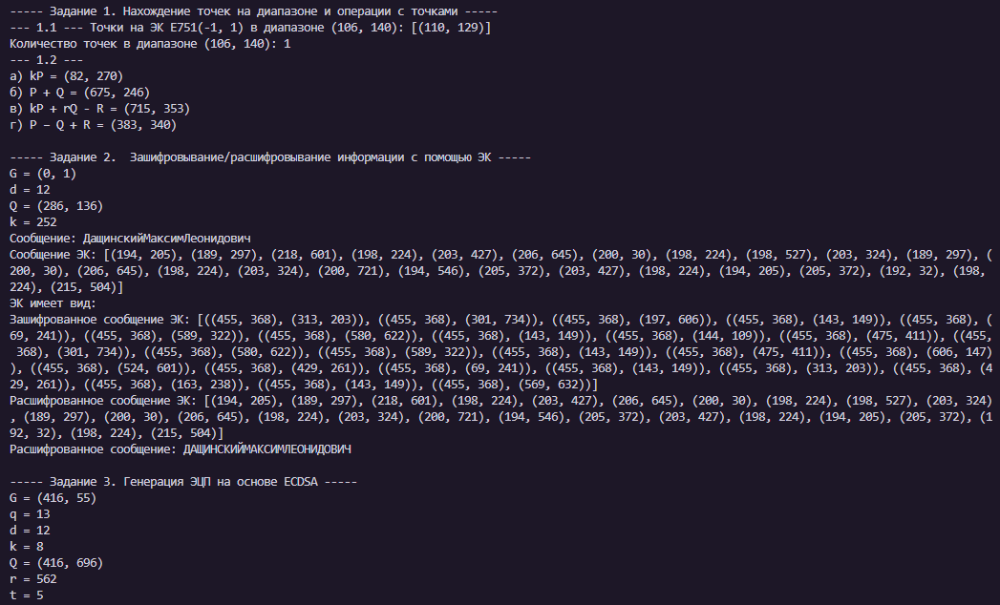 ----- Задание 1. Нахождение точек на диапазоне и операции с точками -----
--- 1.1 --- Точки на ЭК E751(-1, 1) в диапазоне (106, 140): [(110, 129)]
Количество точек в диапазоне (106, 140): 1
--- 1.2 ---
а) kP = (82, 270)
б) P + Q = (675, 246)
в) kP + rQ - R = (715, 353)
г) P – Q + R = (383, 340)
----- Задание 2.  Зашифровывание/расшифровывание информации с помощью ЭК -----
G = (0, 1)
d = 12
Q = (286, 136)
k = 252
Сообщение: ДащинскийМаксимЛеонидович
Сообщение ЭК: [(194, 205), (189, 297), (218, 601), (198, 224), (203, 427), (206, 645), (200, 30), (198, 224), (198, 527), (203, 324), (189, 297), (
200, 30), (206, 645), (198, 224), (203, 324), (200, 721), (194, 546), (205, 372), (203, 427), (198, 224), (194, 205), (205, 372), (192, 32), (198,
224), (215, 504)]
ЭК имеет вид:
Зашифрованное сообщение ЭК: [((455, 368), (313, 203)), ((455, 368), (301, 734)), ((455, 368), (197, 606)), ((455, 368), (143, 149)), ((455, 368), (
69, 241)), ((455, 368), (589, 322)), ((455, 368), (580, 622)), ((455, 368), (143, 149)), ((455, 368), (144, 109)), ((455, 368), (475, 411)), ((455,
368), (301, 734)), ((455, 368), (580, 622)), ((455, 368), (589, 322)), ((455, 368), (143, 149)), ((455, 368), (475, 411)), ((455, 368), (606, 147)
), ((455, 368), (524, 601)), ((455, 368), (429, 261)), ((455, 368), (69, 241)), ((455, 368), (143, 149)), ((455, 368), (313, 203)), ((455, 368), (4
29, 261)), ((455, 368), (163, 238)), ((455, 368), (143, 149)), ((455, 368), (569, 632))]
Расшифрованное сообщение ЭК: [(194, 205), (189, 297), (218, 601), (198, 224), (203, 427), (206, 645), (200, 30), (198, 224), (198, 527), (203, 324)
, (189, 297), (200, 30), (206, 645), (198, 224), (203, 324), (200, 721), (194, 546), (205, 372), (203, 427), (198, 224), (194, 205), (205, 372), (1
92, 32), (198, 224), (215, 504)]
Расшифрованное сообщение: ДАЩИНСКИЙМАКСИМЛЕОНИДОВИЧ
----- Задание 3. Генерация ЭЦП на основе ECDSA -----
G = (416, 55)
q = 13
d = 12
k = 8
Q = (416, 696)
r = 562
t = 5